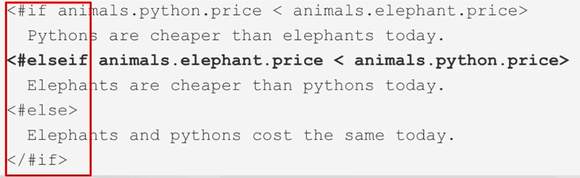 <#if animals.python.price < animals.elephant.price>
  Pythons are cheaper than elephants today.
<#elseif animals.elephant.price < animals.python.price>
  Elephants are cheaper than pythons today.
<#else>
  Elephants and pythons cost the same today.
</#if>